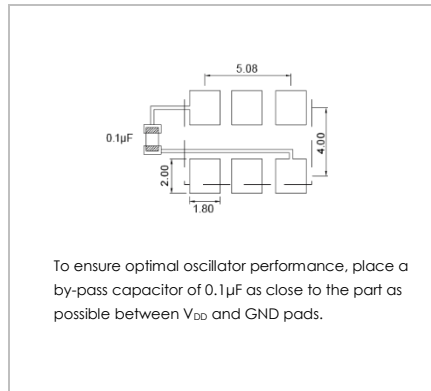 5.08
0.1µF
4.00
2.00
1.80
To ensure optimal oscillator performance, place a
by-pass capacitor of 0.1µF as close to the part as
possible between VDD and GND pads.